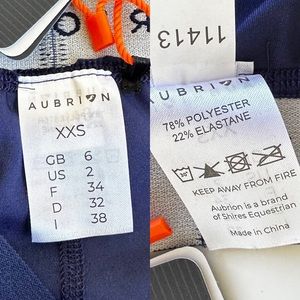 AUBRION
XXS
GB 6
US 2
F 34
D 32
I 38
11413
AUBRION
78% POLYESTER
22% ELASTANE
KEEP AWAY FROM FIRE
Aubrion is a brand
of Shires Equestrian
Made in China